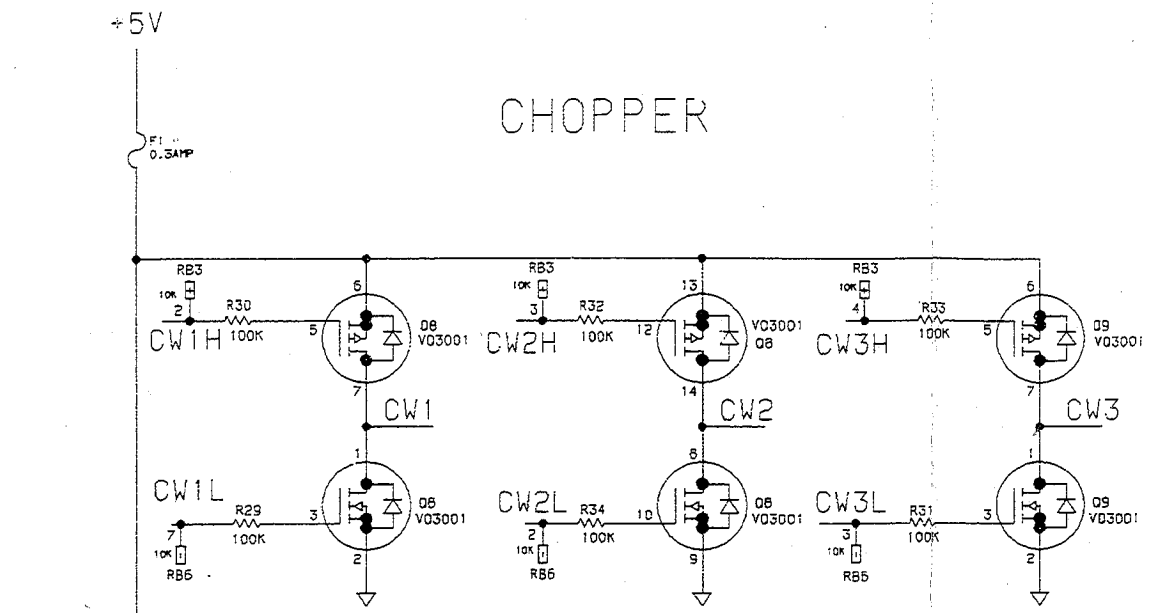 +5V
CHOPPER
F1
0.3AMP
RB3
10K
2
CW1H
R30
100K
5
6
7
Q8
VQ3001
CW1
RB3
10K
3
CW2H
R32
100K
12
13
14
VQ3001
Q8
CW2
RB3
10K
4
CW3H
R33
100K
5
6
7
Q9
VQ3001
CW3
CW1L
7
10K
RB6
R29
100K
3
1
2
Q8
VQ3001
CW2L
2
10K
RB6
R34
100K
10
8
9
Q8
VQ3001
CW3L
3
10K
RB6
R31
100K
3
1
2
Q9
VQ3001